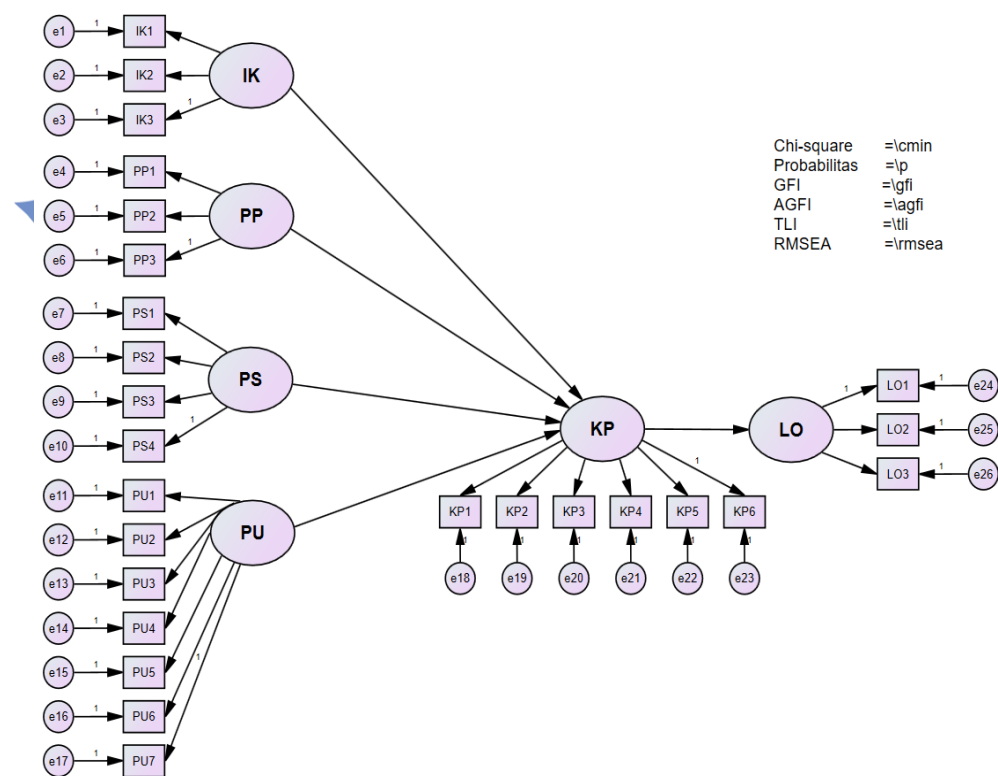 e1 1 IK1
e2 1 IK2
e3 1 IK3
1
IK
e4 1 PP1
e5 1 PP2
e6 1 PP3
1
PP
e7 1 PS1
e8 1 PS2
e9 1 PS3
e10 1 PS4
1
PS
e11 1 PU1
e12 1 PU2
e13 1 PU3
e14 1 PU4
e15 1 PU5
e16 1 PU6
e17 1 PU7
1
PU
Chi-square =\cmin
Probabilitas =\p
GFI =\gfi
AGFI =\agfi
TLI =\tli
RMSEA =\rmsea
KP
1
KP1 KP2 KP3 KP4 KP5 KP6
1 1 1 1 1 1
e18 e19 e20 e21 e22 e23
LO
1
LO1 1 e24
LO2 1 e25
LO3 1 e26